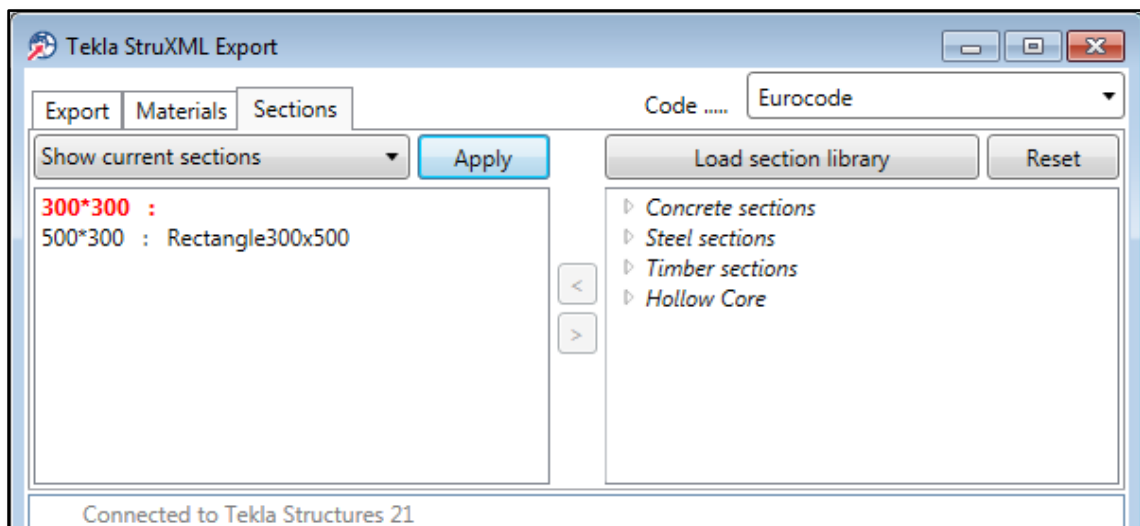 Tekla StruXML Export
Export Materials Sections Code ..... Eurocode
Show current sections Apply Load section library Reset
300*300 :
500*300 : Rectangle300x500
<
>
Concrete sections
Steel sections
Timber sections
Hollow Core
Connected to Tekla Structures 21